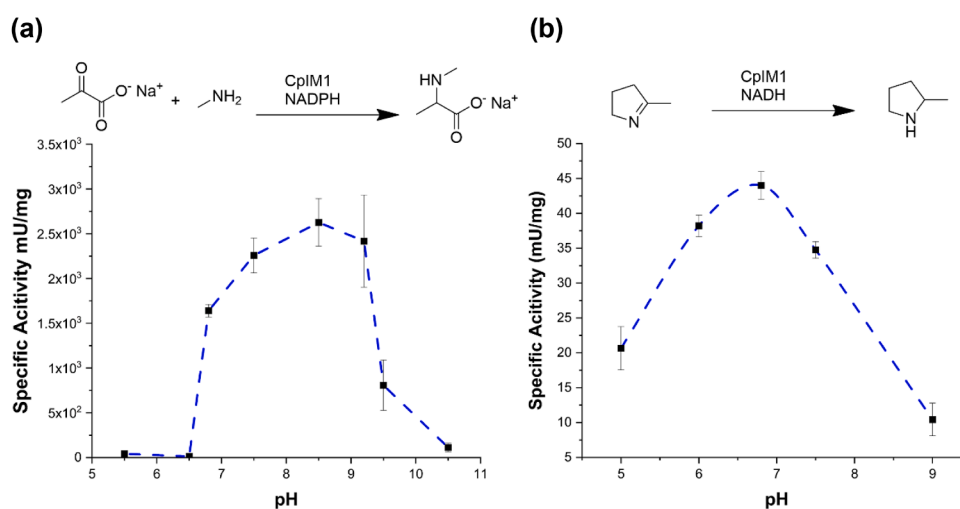 (a)
O
O
O⁻ Na⁺
+
NH₂
CpIM1
NADPH
HN
O
O⁻ Na⁺
3.5x10³
3x10³
2.5x10³
2x10³
1.5x10³
1x10³
5x10²
0
Specific Acitivity mU/mg
5 6 7 8 9 10 11
pH
(b)
N
CpIM1
NADH
N
H
50
45
40
35
30
25
20
15
10
5
Specific Acitivity (mU/mg)
5 6 7 8 9
pH